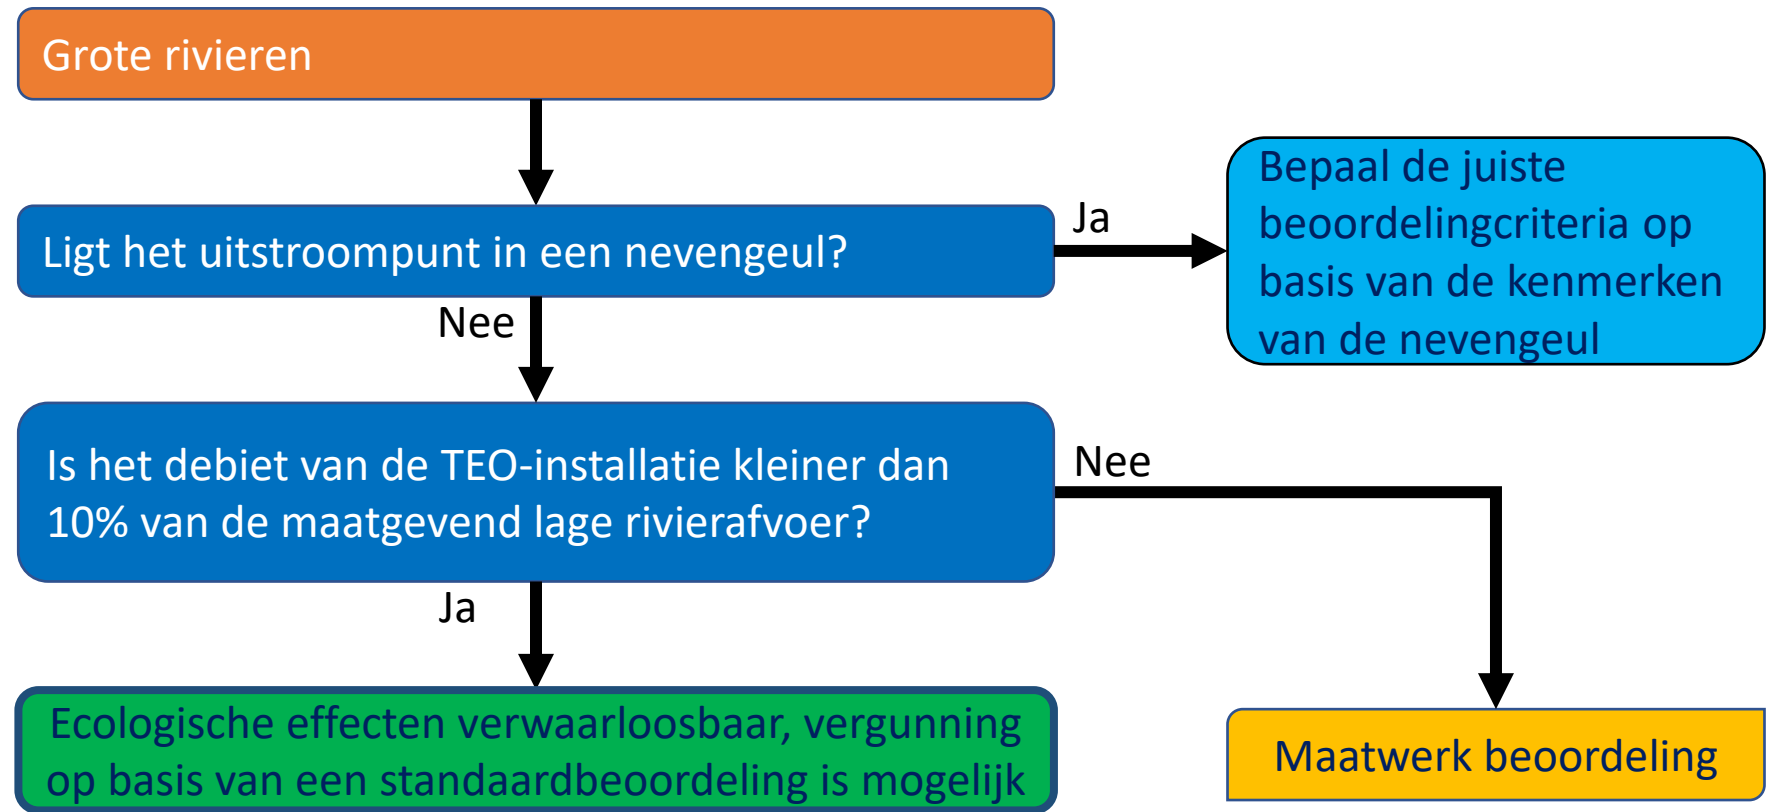 Grote rivieren
Ligt het uitstroompunt in een nevengeul?
Ja
Bepaal de juiste
beoordelingcriteria op
basis van de kenmerken
van de nevengeul
Nee
Is het debiet van de TEO-installatie kleiner dan
10% van de maatgevend lage rivierafvoer?
Nee
Ja
Ecologische effecten verwaarloosbaar, vergunning
op basis van een standaardbeoordeling is mogelijk
Maatwerk beoordeling